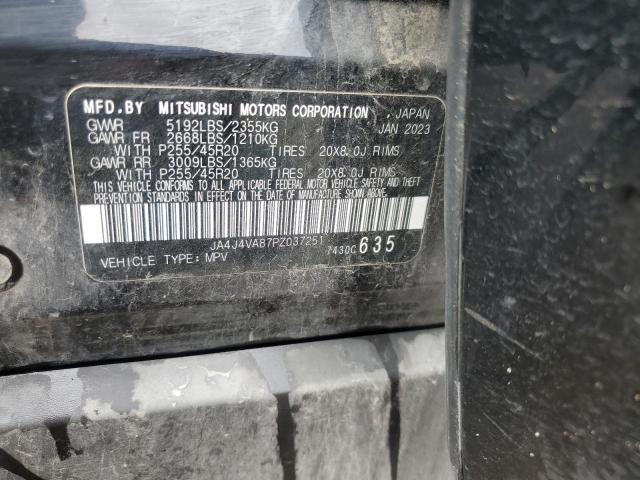 MFD.BY MITSUBISHI MOTORS CORPORATION , JAPAN
GVWR 5192LBS/2355KG JAN 2023
GAWR FR 2668LBS/1210KG
WITH P255/45R20 TIRES 20X8.0J RIMS
GAWR RR 3009LBS/1365KG
WITH P255/45R20 TIRES 20X8.0J RIMS
THIS VEHICLE CONFORMS TO ALL APPLICABLE FEDERAL MOTOR VEHICLE SAFETY AND THEFT
PREVENTION STANDARDS IN EFFECT ON THE DATE OF MANUFACTURE SHOWN ABOVE.
JA4J4VA87PZ037251 7430C 635
VEHICLE TYPE: MPV